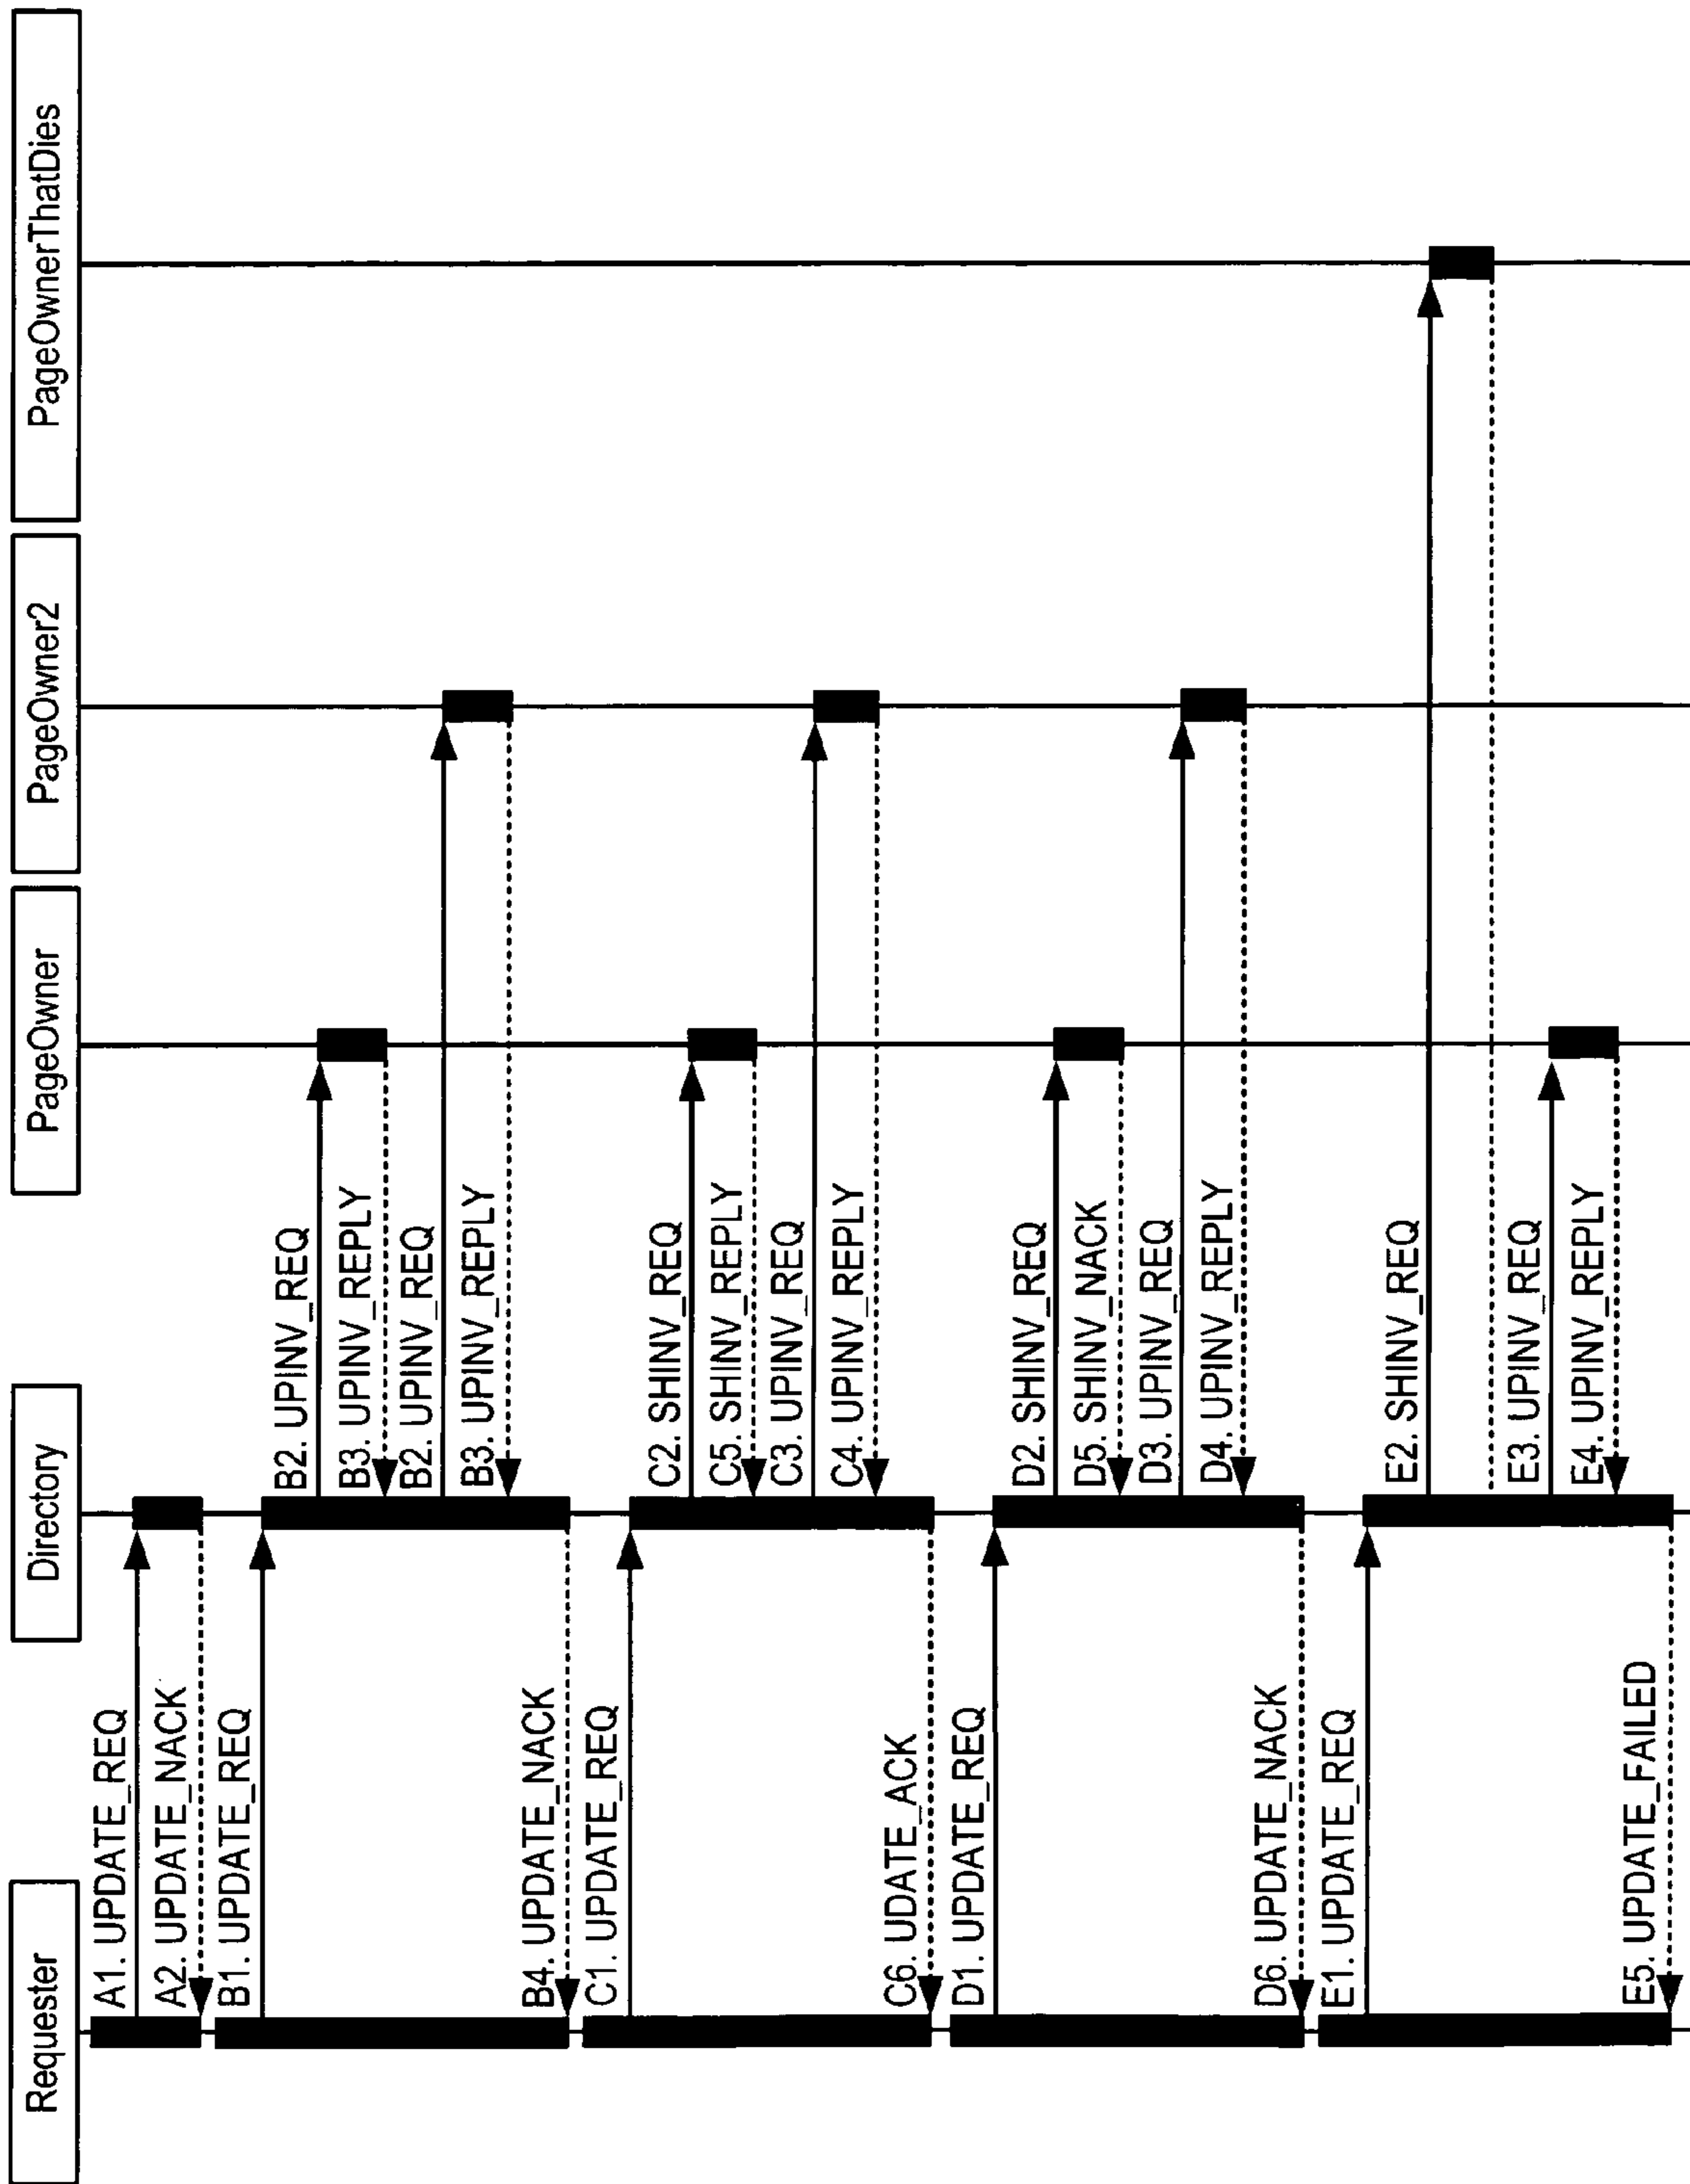 Requester
Directory
PageOwner
PageOwner2
PageOwnerThatDies
A1. UPDATE_REQ
A2. UPDATE_NACK
B1. UPDATE_REQ
B2. UPINV_REQ
B3. UPINV_REPLY
B2. UPINV_REQ
B3. UPINV_REPLY
B4. UPDATE_NACK
C1. UPDATE_REQ
C2. SHINV_REQ
C5. SHINV_REPLY
C3. UPINV_REQ
C4. UPINV_REPLY
C6. UDATE_ACK
D1. UPDATE_REQ
D2. SHINV_REQ
D5. SHINV_NACK
D3. UPINV_REQ
D4. UPINV_REPLY
D6. UPDATE_NACK
E1. UPDATE_REQ
E2. SHINV_REQ
E3. UPINV_REQ
E4. UPINV_REPLY
E5. UPDATE_FAILED